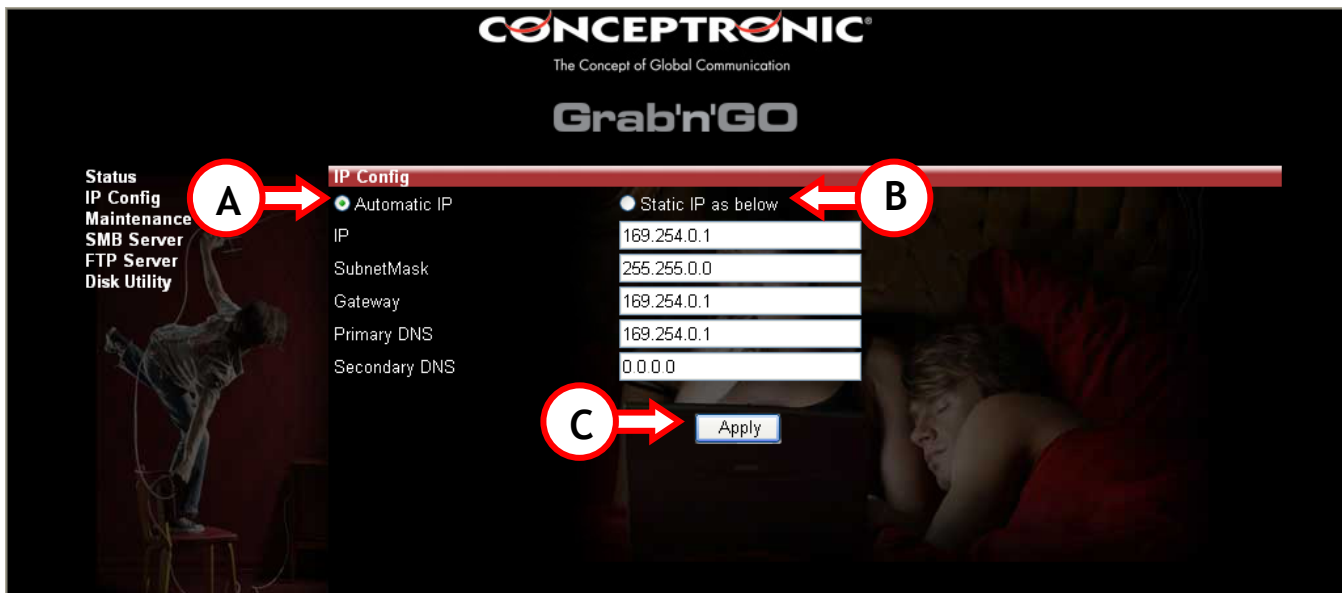 CONCEPTRONIC®
The Concept of Global Communication
Grab'n'GO
Status
IP Config
Maintenance
SMB Server
FTP Server
Disk Utility
A
IP Config
Automatic IP
Static IP as below
B
IP
169.254.0.1
SubnetMask
255.255.0.0
Gateway
169.254.0.1
Primary DNS
169.254.0.1
Secondary DNS
0.0.0.0
C
Apply